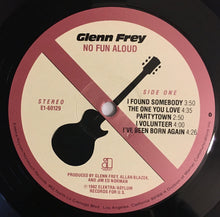 Glenn Frey
NO FUN ALOUD
STEREO
E1-60129
SIDE ONE
I FOUND SOMEBODY 3:50
THE ONE YOU LOVE 4:35
PARTYTOWN 2:50
I VOLUNTEER 4:00
I'VE BEEN BORN AGAIN 4:26
PRODUCED BY GLENN FREY, ALLAN BLAZEK,
AND JIM ED NORMAN
℗ 1982 ELEKTRA/ASYLUM
RECORDS FOR U.S.